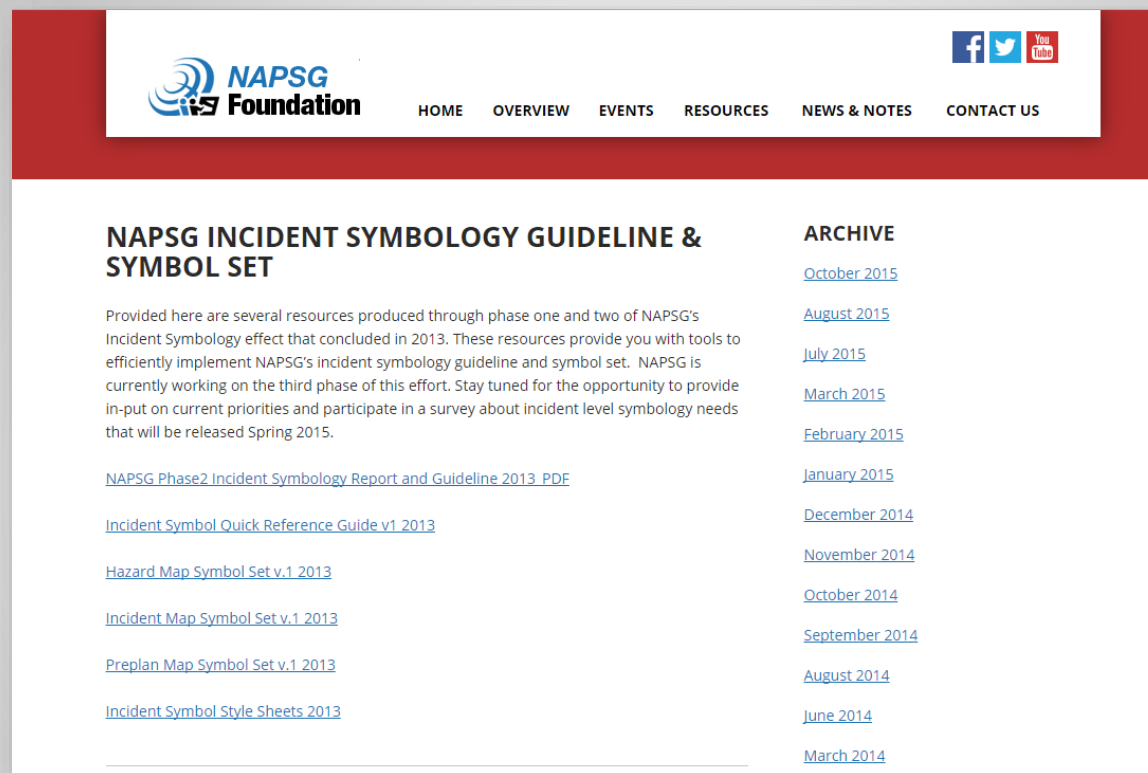 You
Tube
NAPSG
Foundation
HOME OVERVIEW EVENTS RESOURCES NEWS & NOTES CONTACT US
NAPSG INCIDENT SYMBOLOGY GUIDELINE &
SYMBOL SET
Provided here are several resources produced through phase one and two of NAPSG's
Incident Symbology effect that concluded in 2013. These resources provide you with tools to
efficiently implement NAPSG's incident symbology guideline and symbol set.  NAPSG is
currently working on the third phase of this effort. Stay tuned for the opportunity to provide
in-put on current priorities and participate in a survey about incident level symbology needs
that will be released Spring 2015.
NAPSG Phase2 Incident Symbology Report and Guideline 2013_PDF
Incident Symbol Quick Reference Guide v1 2013
Hazard Map Symbol Set v.1 2013
Incident Map Symbol Set v.1 2013
Preplan Map Symbol Set v.1 2013
Incident Symbol Style Sheets 2013
ARCHIVE
October 2015
August 2015
July 2015
March 2015
February 2015
January 2015
December 2014
November 2014
October 2014
September 2014
August 2014
June 2014
March 2014